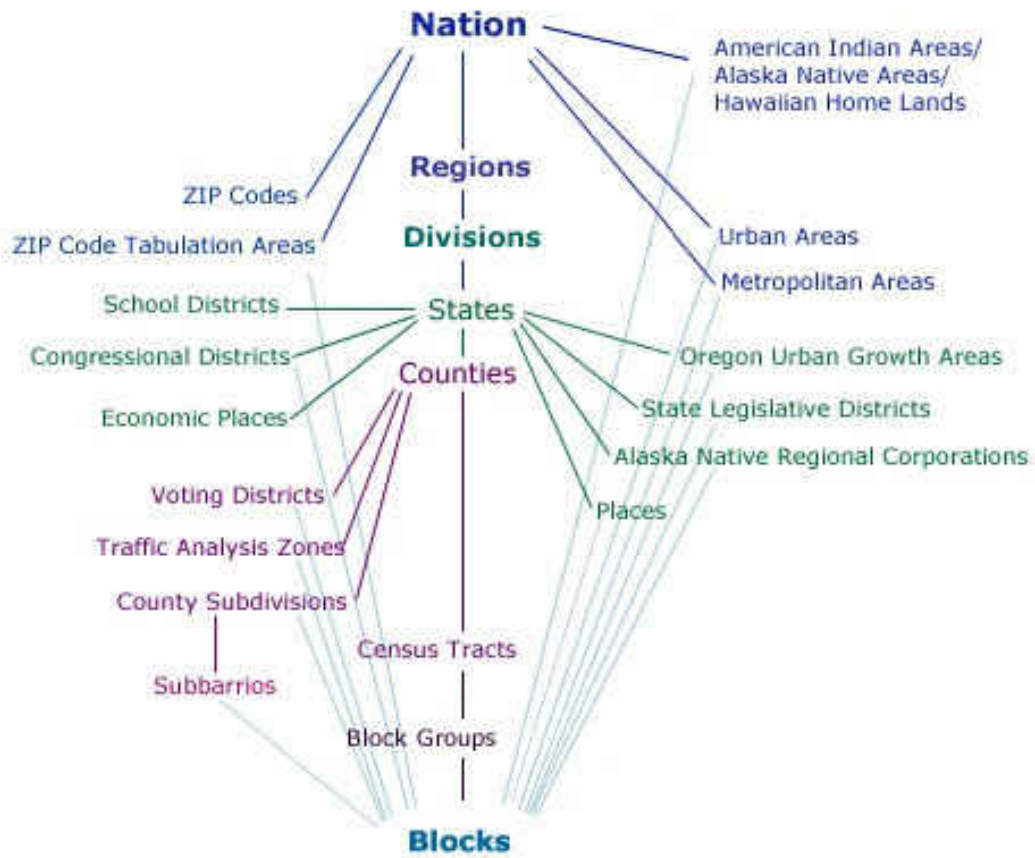 Nation
American Indian Areas/
Alaska Native Areas/
Hawaiian Home Lands
Regions
ZIP Codes
Divisions
ZIP Code Tabulation Areas
Urban Areas
Metropolitan Areas
School Districts
States
Congressional Districts
Oregon Urban Growth Areas
Counties
Economic Places
State Legislative Districts
Alaska Native Regional Corporations
Voting Districts
Places
Traffic Analysis Zones
County Subdivisions
Census Tracts
Subbarrios
Block Groups
Blocks